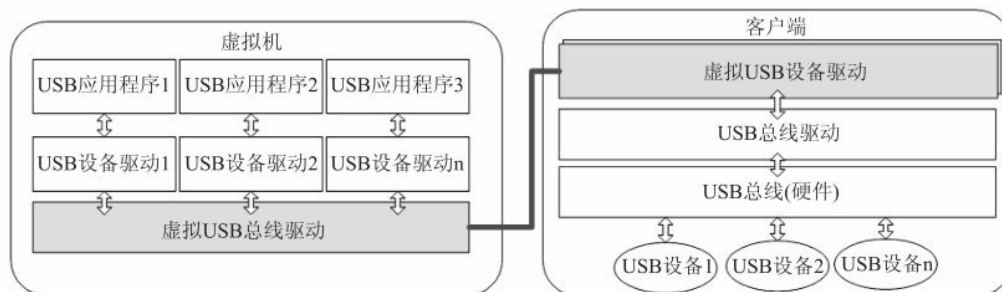 虚拟机
USB应用程序1 USB应用程序2 USB应用程序3
USB设备驱动1 USB设备驱动2 USB设备驱动n
虚拟USB总线驱动
客户端
虚拟USB设备驱动
USB总线驱动
USB总线(硬件)
USB设备1 USB设备2 USB设备n